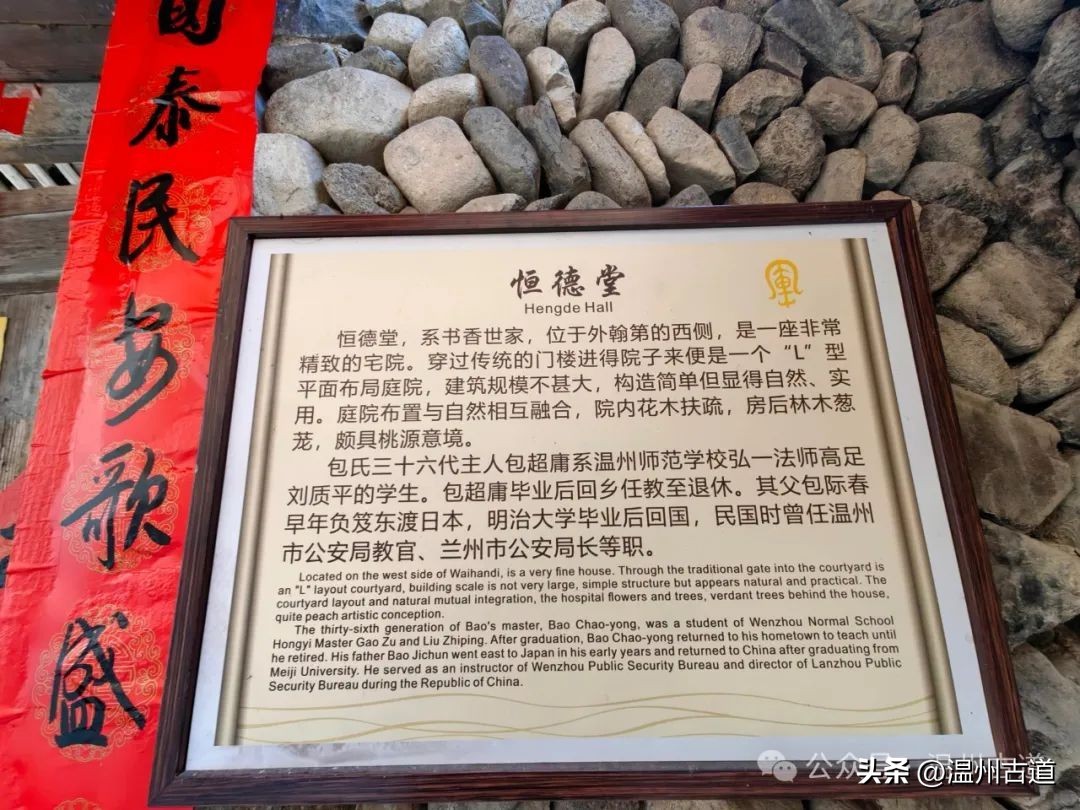 国泰民安歌盛
恒德堂
Hengde Hall
恒德堂，系书香世家，位于外翰第的西侧，是一座非常
精致的宅院。穿过传统的门楼进得院子来便是一个“L”型
平面布局庭院，建筑规模不甚大，构造简单但显得自然、实
用。庭院布置与自然相互融合，院内花木扶疏，房后林木葱
茏，颇具桃源意境。
包氏三十六代主人包超庸系温州师范学校弘一法师高足
刘质平的学生。包超庸毕业后回乡任教至退休。其父包际春
早年负笈东渡日本，明治大学毕业后回国，民国时曾任温州
市公安局教官、兰州市公安局长等职。
Located on the west side of Waihandi, is a very fine house. Through the traditional gate into the courtyard is
an "L" layout courtyard, building scale is not very large, simple structure but appears natural and practical. The
courtyard layout and natural mutual integration, the hospital flowers and trees, verdant trees behind the house,
quite peach artistic conception.
The thirty-sixth generation of Bao's master, Bao Chao-yong, was a student of Wenzhou Normal School
Hongyi Master Gao Zu and Liu Zhiping. After graduation, Bao Chao-yong returned to his hometown to teach until
he retired. His father Bao Jichun went east to Japan in his early years and returned to China after graduating from
Meiji University. He served as an instructor of Wenzhou Public Security Bureau and director of Lanzhou Public
Security Bureau during the Republic of China.
头条 @温州古道